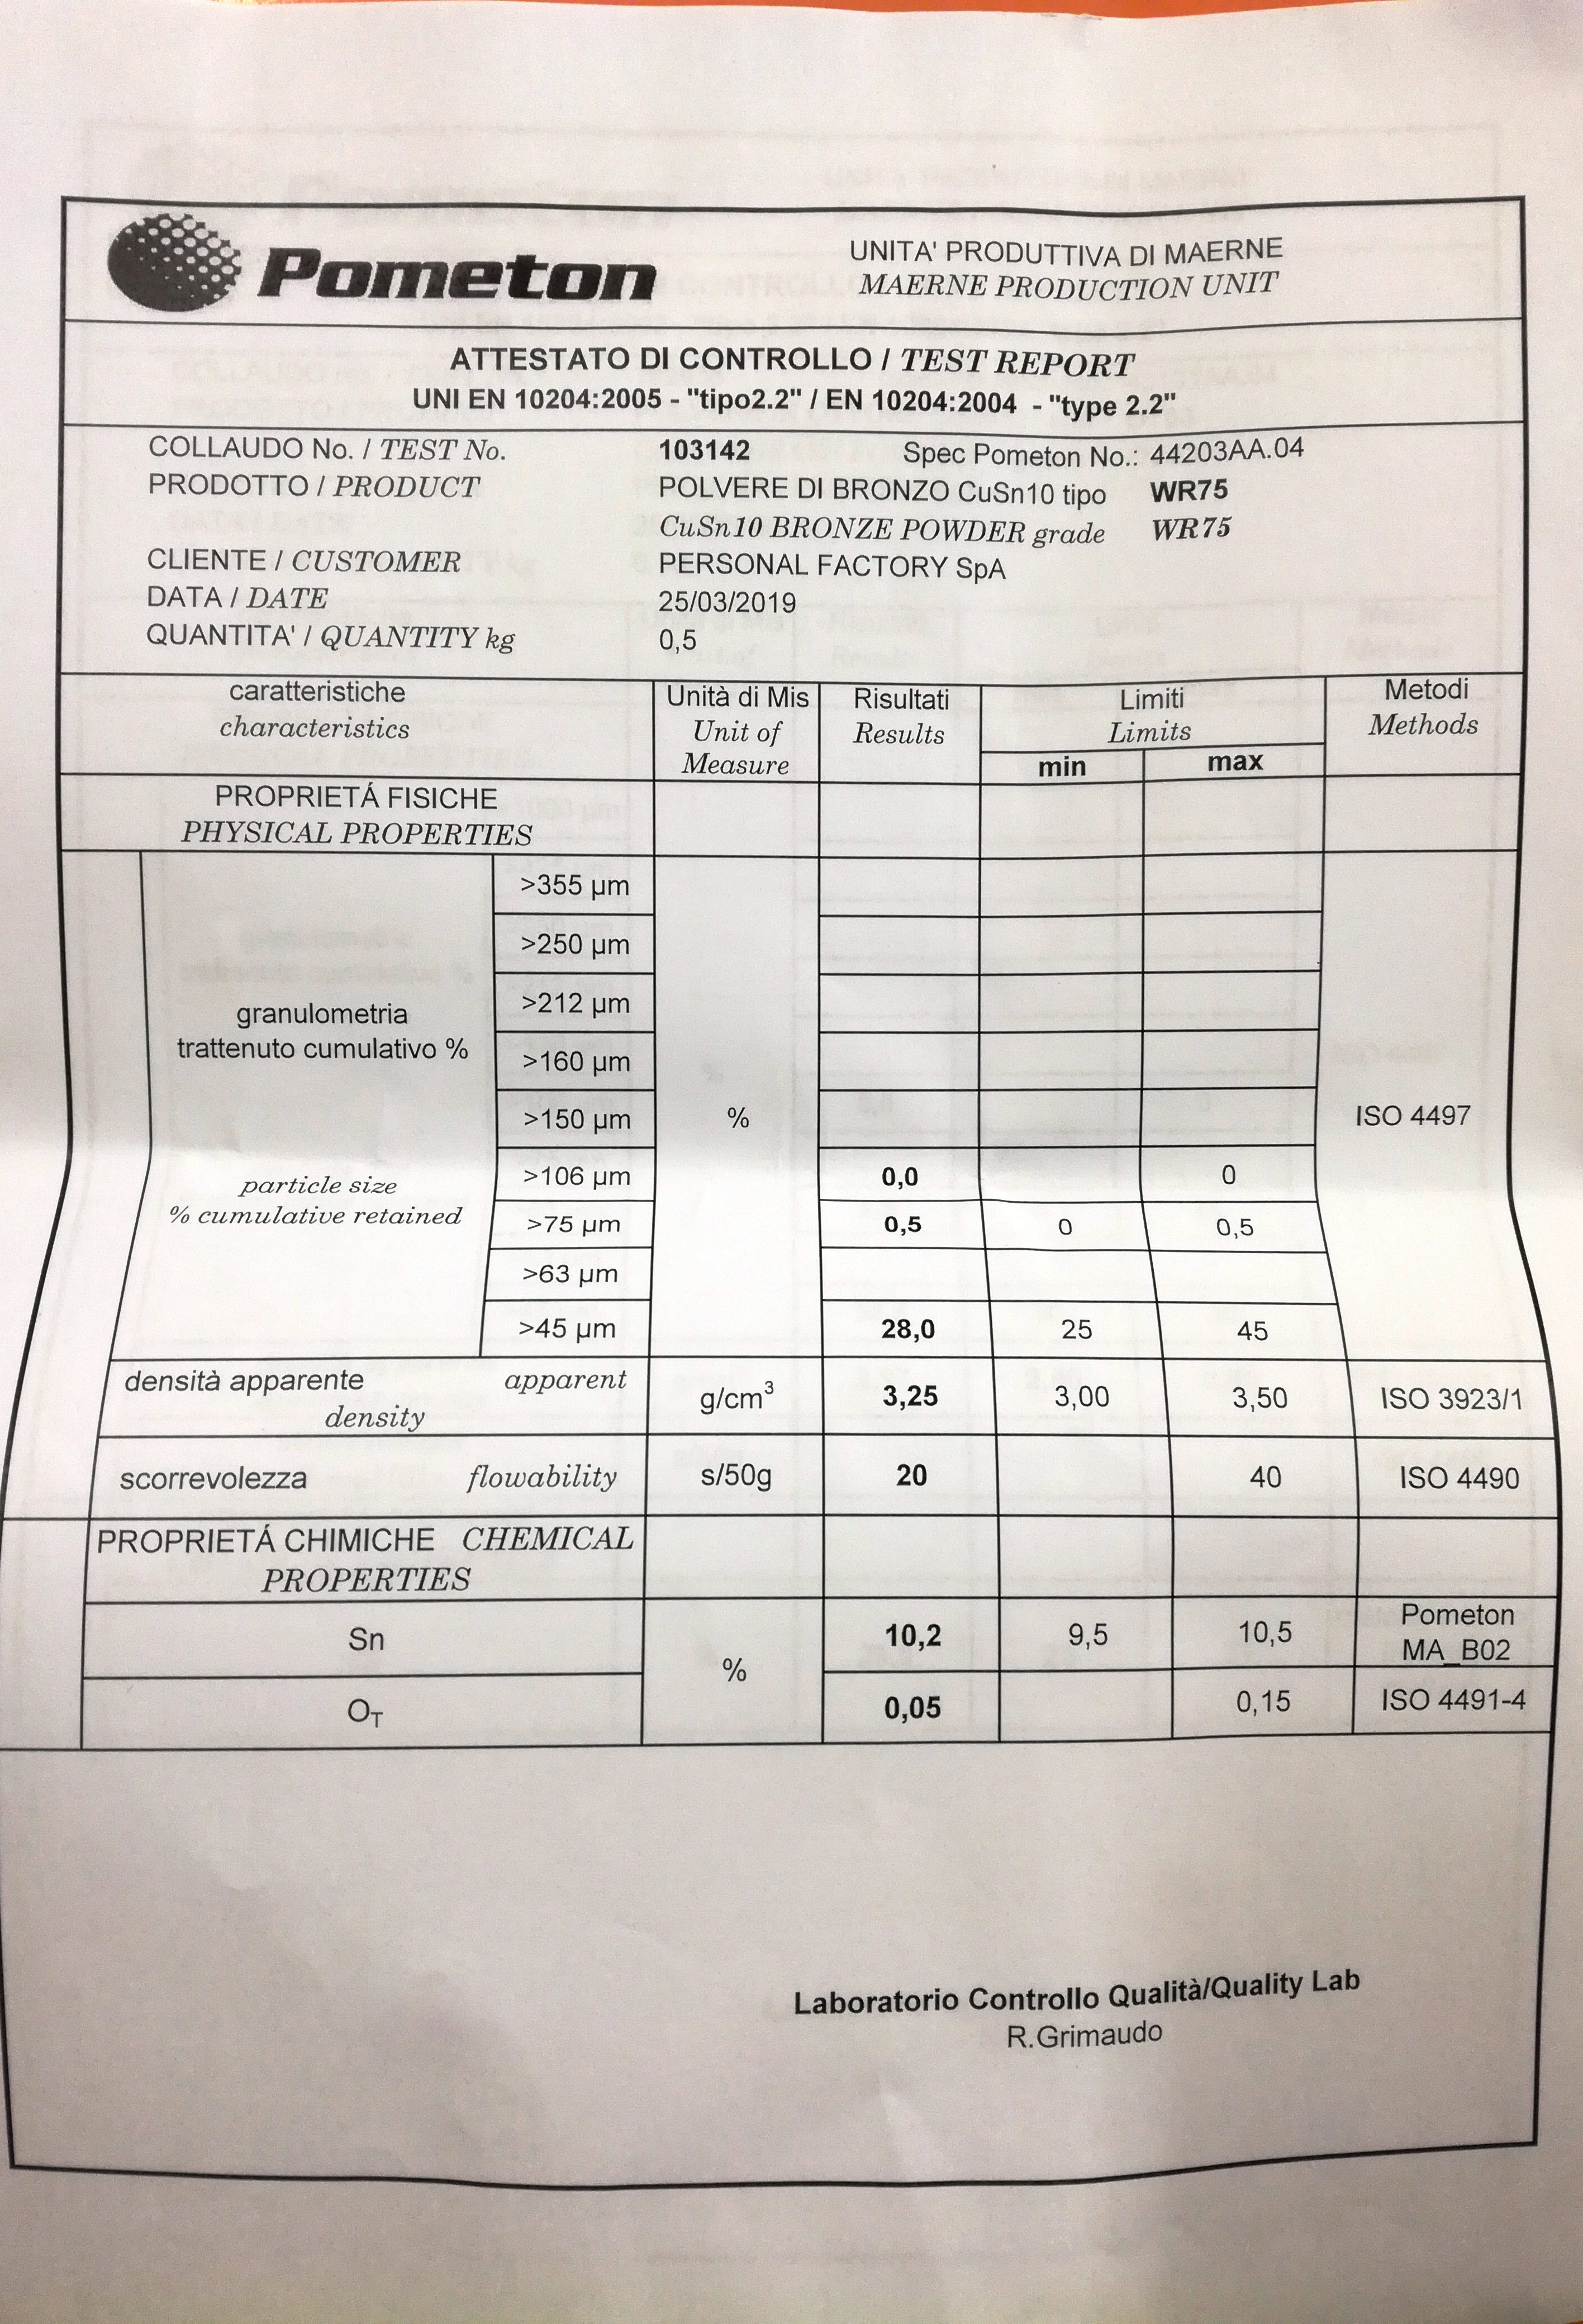 Pometon
UNITA' PRODUTTIVA DI MAERNE
MAERNE PRODUCTION UNIT
ATTESTATO DI CONTROLLO / TEST REPORT
UNI EN 10204:2005 - "tipo2.2" / EN 10204:2004 - "type 2.2"
COLLAUDO No. / TEST No. 103142 Spec Pometon No.: 44203AA.04
PRODOTTO / PRODUCT POLVERE DI BRONZO CuSn10 tipo WR75
CuSn10 BRONZE POWDER grade WR75
CLIENTE / CUSTOMER PERSONAL FACTORY SpA
DATA / DATE 25/03/2019
QUANTITA' / QUANTITY kg 0,5
caratteristiche Unità di Mis Risultati Limiti Metodi
characteristics Unit of Results Limits Methods
Measure min max
PROPRIETÁ FISICHE
PHYSICAL PROPERTIES
>355 µm
>250 µm
granulometria >212 µm
trattenuto cumulativo % >160 µm
>150 µm % ISO 4497
particle size >106 µm 0,0 0
% cumulative retained >75 µm 0,5 0 0,5
>63 µm
>45 µm 28,0 25 45
densità apparente apparent
density g/cm³ 3,25 3,00 3,50 ISO 3923/1
scorrevolezza flowability s/50g 20 40 ISO 4490
PROPRIETÁ CHIMICHE CHEMICAL
PROPERTIES
Sn 10,2 9,5 10,5 Pometon
MA_B02
%
OT 0,05 0,15 ISO 4491-4
Laboratorio Controllo Qualità/Quality Lab
R.Grimaudo